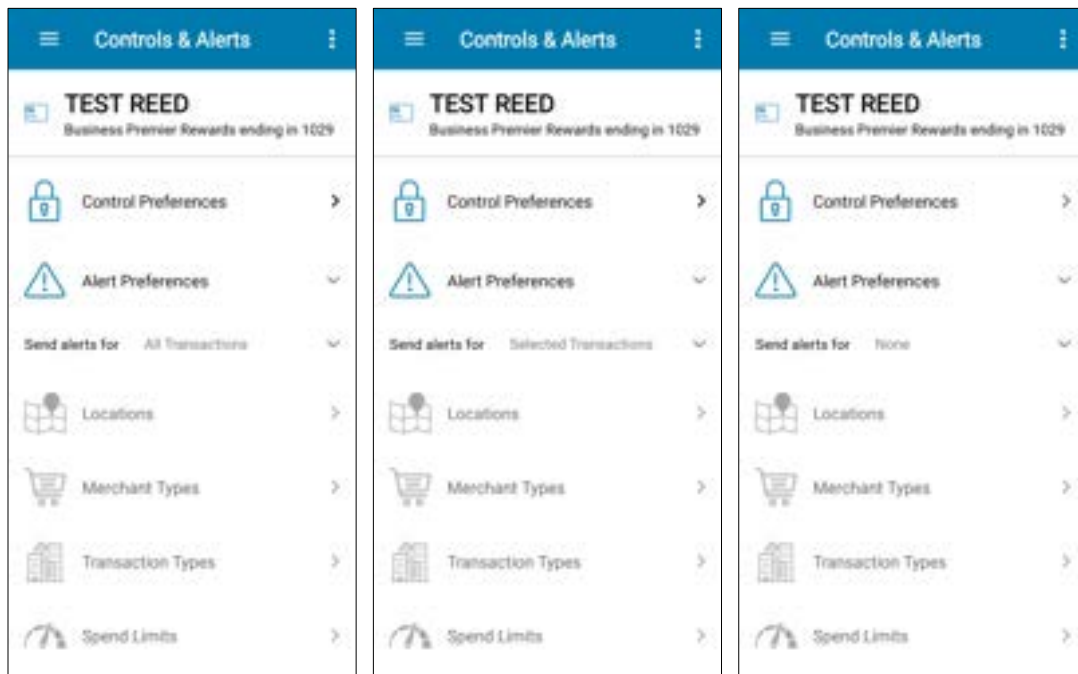 Controls & Alerts
TEST REED
Business Premier Rewards ending in 1029
Control Preferences
Alert Preferences
Send alerts for All Transactions
Locations
Merchant Types
Transaction Types
Spend Limits
Controls & Alerts
TEST REED
Business Premier Rewards ending in 1029
Control Preferences
Alert Preferences
Send alerts for Selected Transactions
Locations
Merchant Types
Transaction Types
Spend Limits
Controls & Alerts
TEST REED
Business Premier Rewards ending in 1029
Control Preferences
Alert Preferences
Send alerts for None
Locations
Merchant Types
Transaction Types
Spend Limits